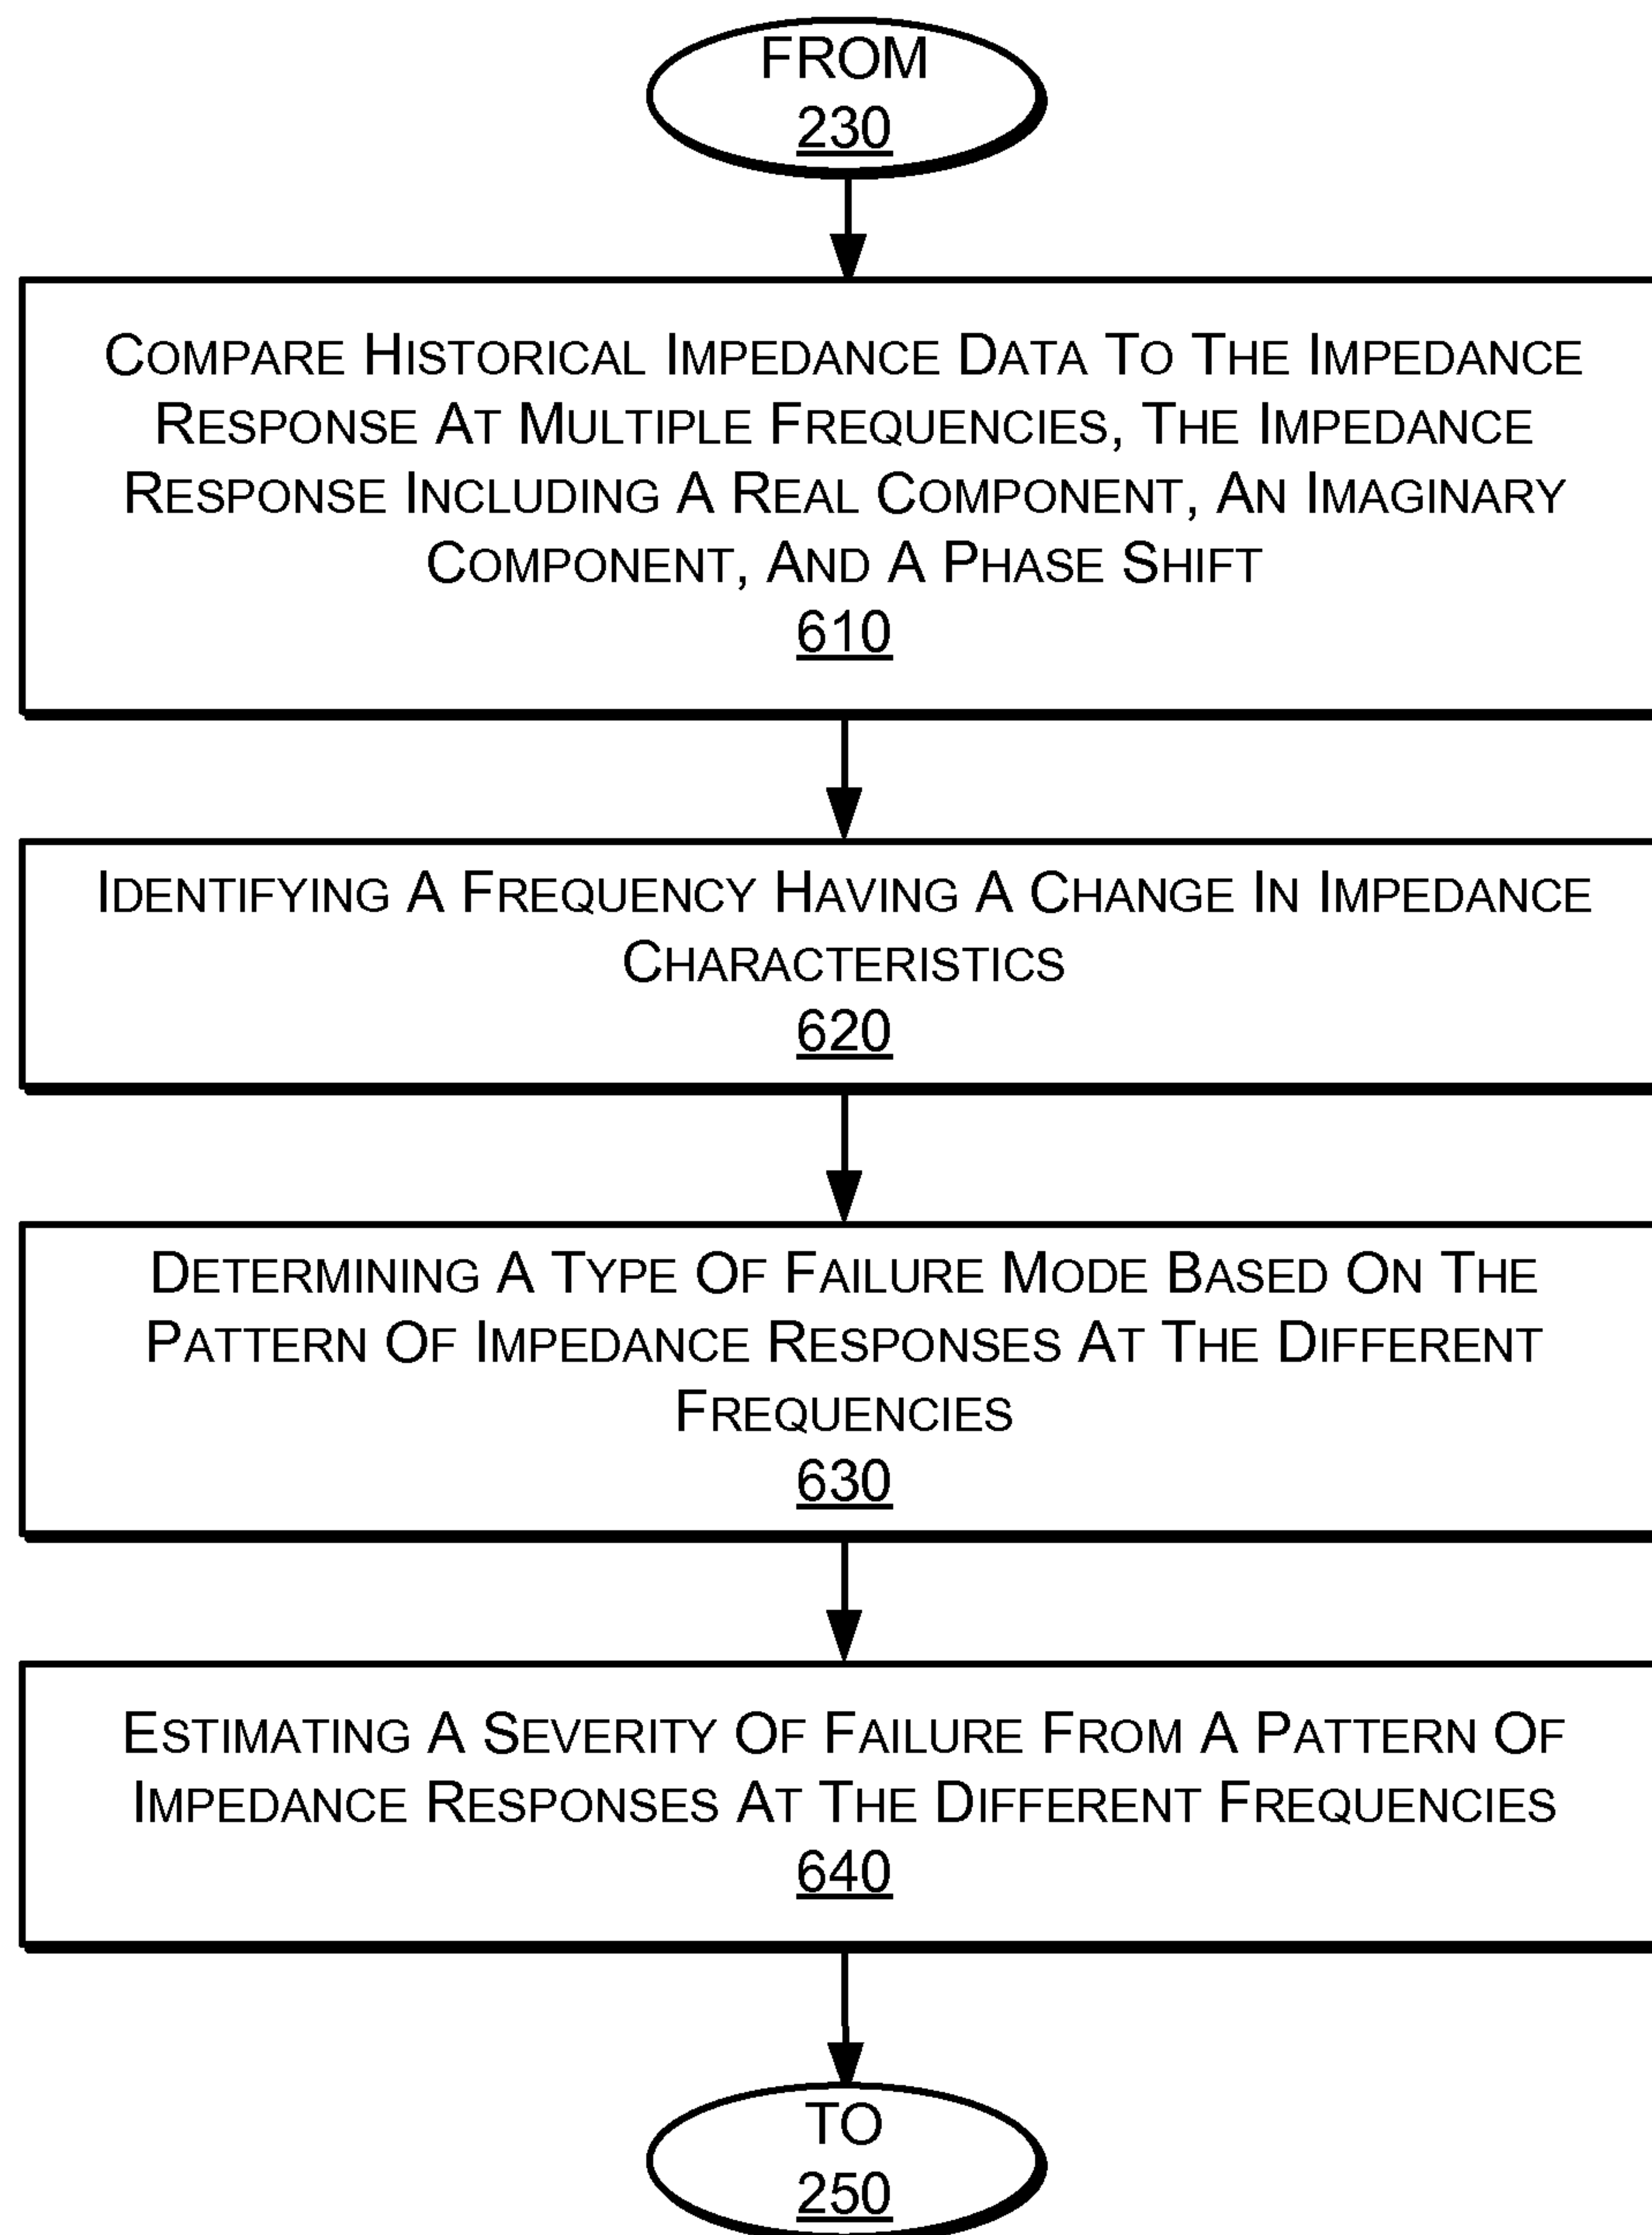 FROM
230
COMPARE HISTORICAL IMPEDANCE DATA TO THE IMPEDANCE
RESPONSE AT MULTIPLE FREQUENCIES, THE IMPEDANCE
RESPONSE INCLUDING A REAL COMPONENT, AN IMAGINARY
COMPONENT, AND A PHASE SHIFT
610
IDENTIFYING A FREQUENCY HAVING A CHANGE IN IMPEDANCE
CHARACTERISTICS
620
DETERMINING A TYPE OF FAILURE MODE BASED ON THE
PATTERN OF IMPEDANCE RESPONSES AT THE DIFFERENT
FREQUENCIES
630
ESTIMATING A SEVERITY OF FAILURE FROM A PATTERN OF
IMPEDANCE RESPONSES AT THE DIFFERENT FREQUENCIES
640
TO
250